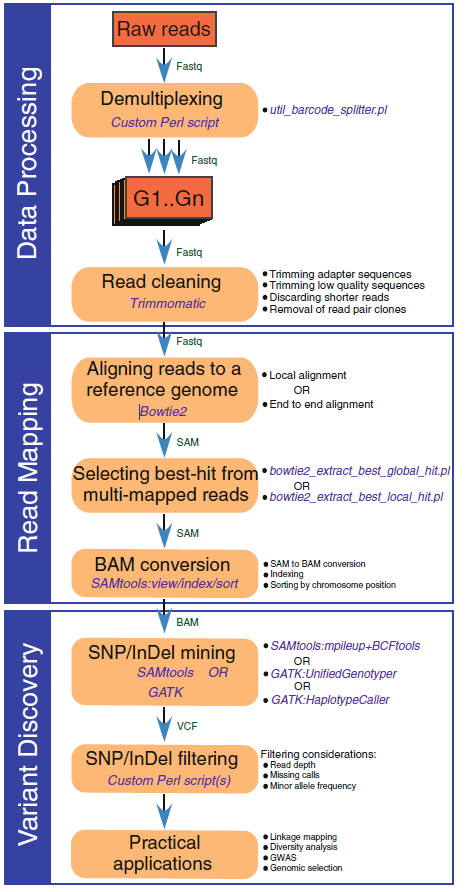 Data Processing
Raw reads
Fastq
Demultiplexing
Custom Perl script
• util_barcode_splitter.pl
Fastq
G1..Gn
Fastq
Read cleaning
Trimmomatic
• Trimming adapter sequences
• Trimming low quality sequences
• Discarding shorter reads
• Removal of read pair clones
Fastq
Read Mapping
Aligning reads to a
reference genome
Bowtie2
• Local alignment
OR
• End to end alignment
SAM
Selecting best-hit from
multi-mapped reads
• bowtie2_extract_best_global_hit.pl
OR
• bowtie2_extract_best_local_hit.pl
SAM
BAM conversion
SAMtools:view/index/sort
• SAM to BAM conversion
• Indexing
• Sorting by chromosome position
BAM
Variant Discovery
SNP/InDel mining
SAMtools OR
GATK
• SAMtools:mpileup+BCFtools
OR
• GATK:UnifiedGenotyper
OR
• GATK:HaplotypeCaller
VCF
SNP/InDel filtering
Custom Perl script(s)
Filtering considerations:
• Read depth
• Missing calls
• Minor allele frequency
Practical
applications
• Linkage mapping
• Diversity analysis
• GWAS
• Genomic selection